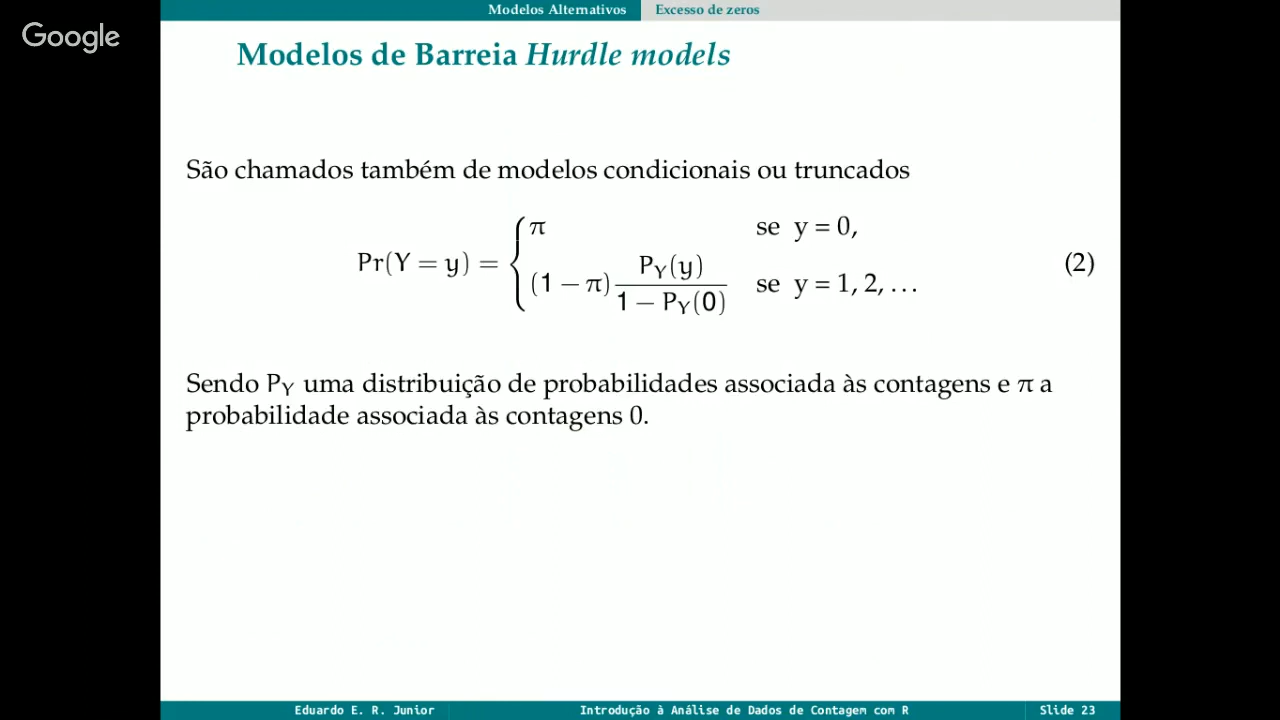 Modelos Alternativos Excesso de zeros
Google
Modelos de Barreia Hurdle models
São chamados também de modelos condicionais ou truncados
π se y = 0,
Pr(Y = y) = { (2)
(1 − π) P_Y(y) / 1 − P_Y(0) se y = 1, 2, . . .
Sendo P_Y uma distribuição de probabilidades associada às contagens e π a
probabilidade associada às contagens 0.
Eduardo E. R. Junior Introdução à Análise de Dados de Contagem com R Slide 23